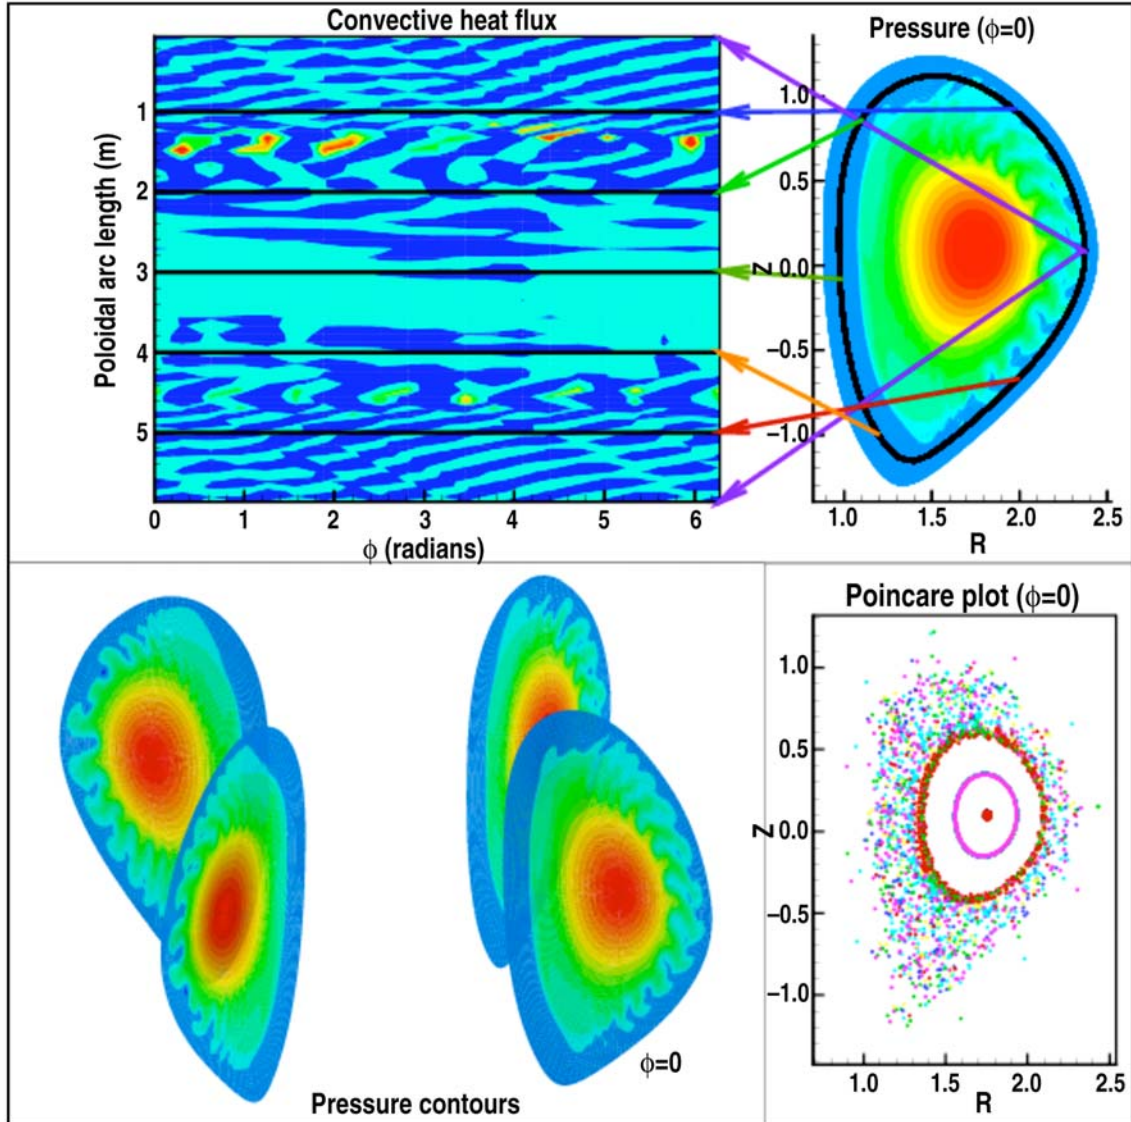 Convective heat flux
Poloidal arc length (m)
1
2
3
4
5
0 1 2 3 4 5 6
ϕ (radians)
Pressure (ϕ=0)
Z
1.0
0.5
0.0
−0.5
−1.0
1.0 1.5 2.0 2.5
R
ϕ=0
Pressure contours
Poincare plot (ϕ=0)
Z
1.0
0.5
0.0
−0.5
−1.0
1.0 1.5 2.0 2.5
R